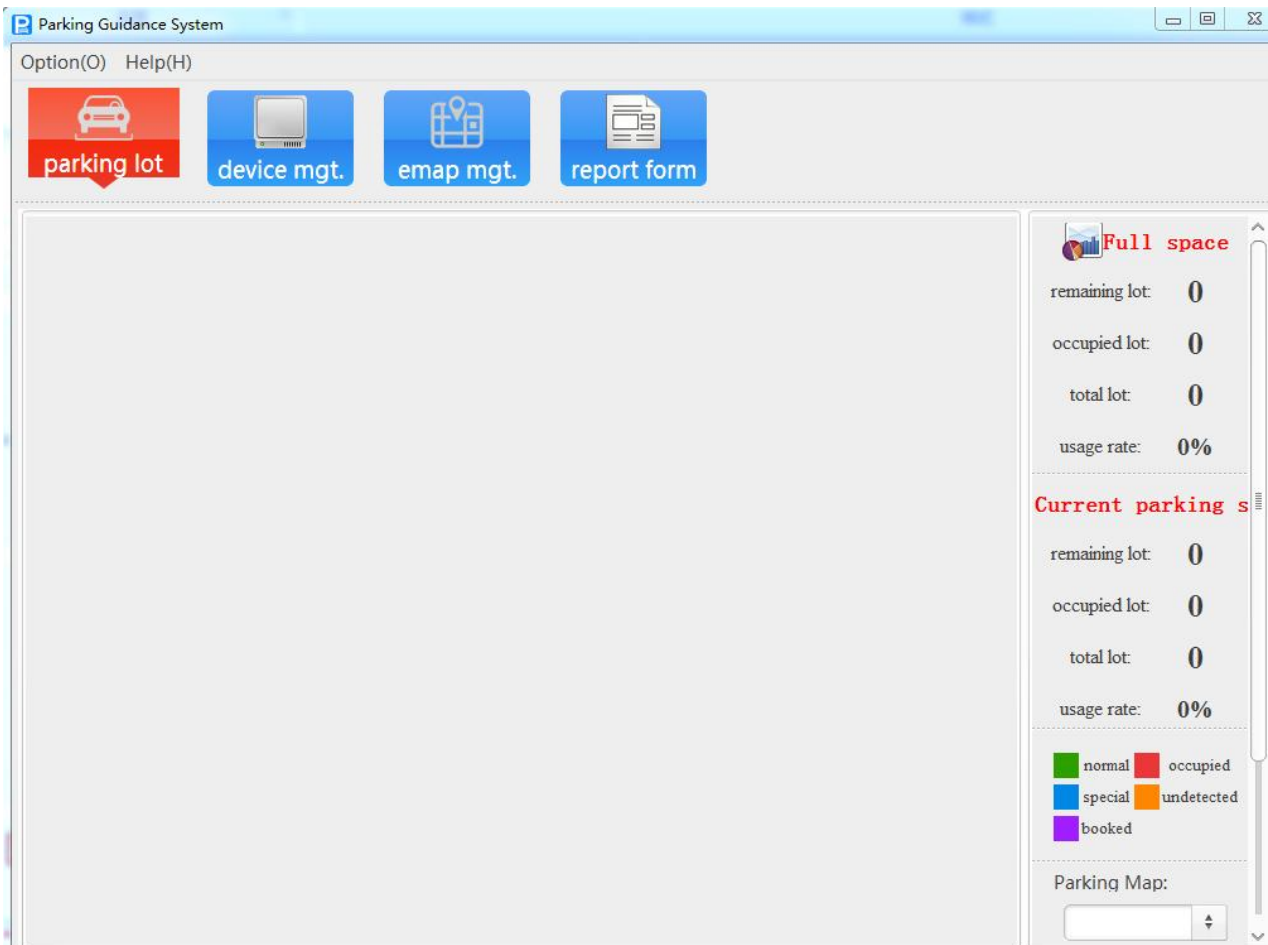 Parking Guidance System
Option(O) Help(H)
parking lot device mgt. emap mgt. report form
Full space
remaining lot: 0
occupied lot: 0
total lot: 0
usage rate: 0%
Current parking s
remaining lot: 0
occupied lot: 0
total lot: 0
usage rate: 0%
normal occupied
special undetected
booked
Parking Map: